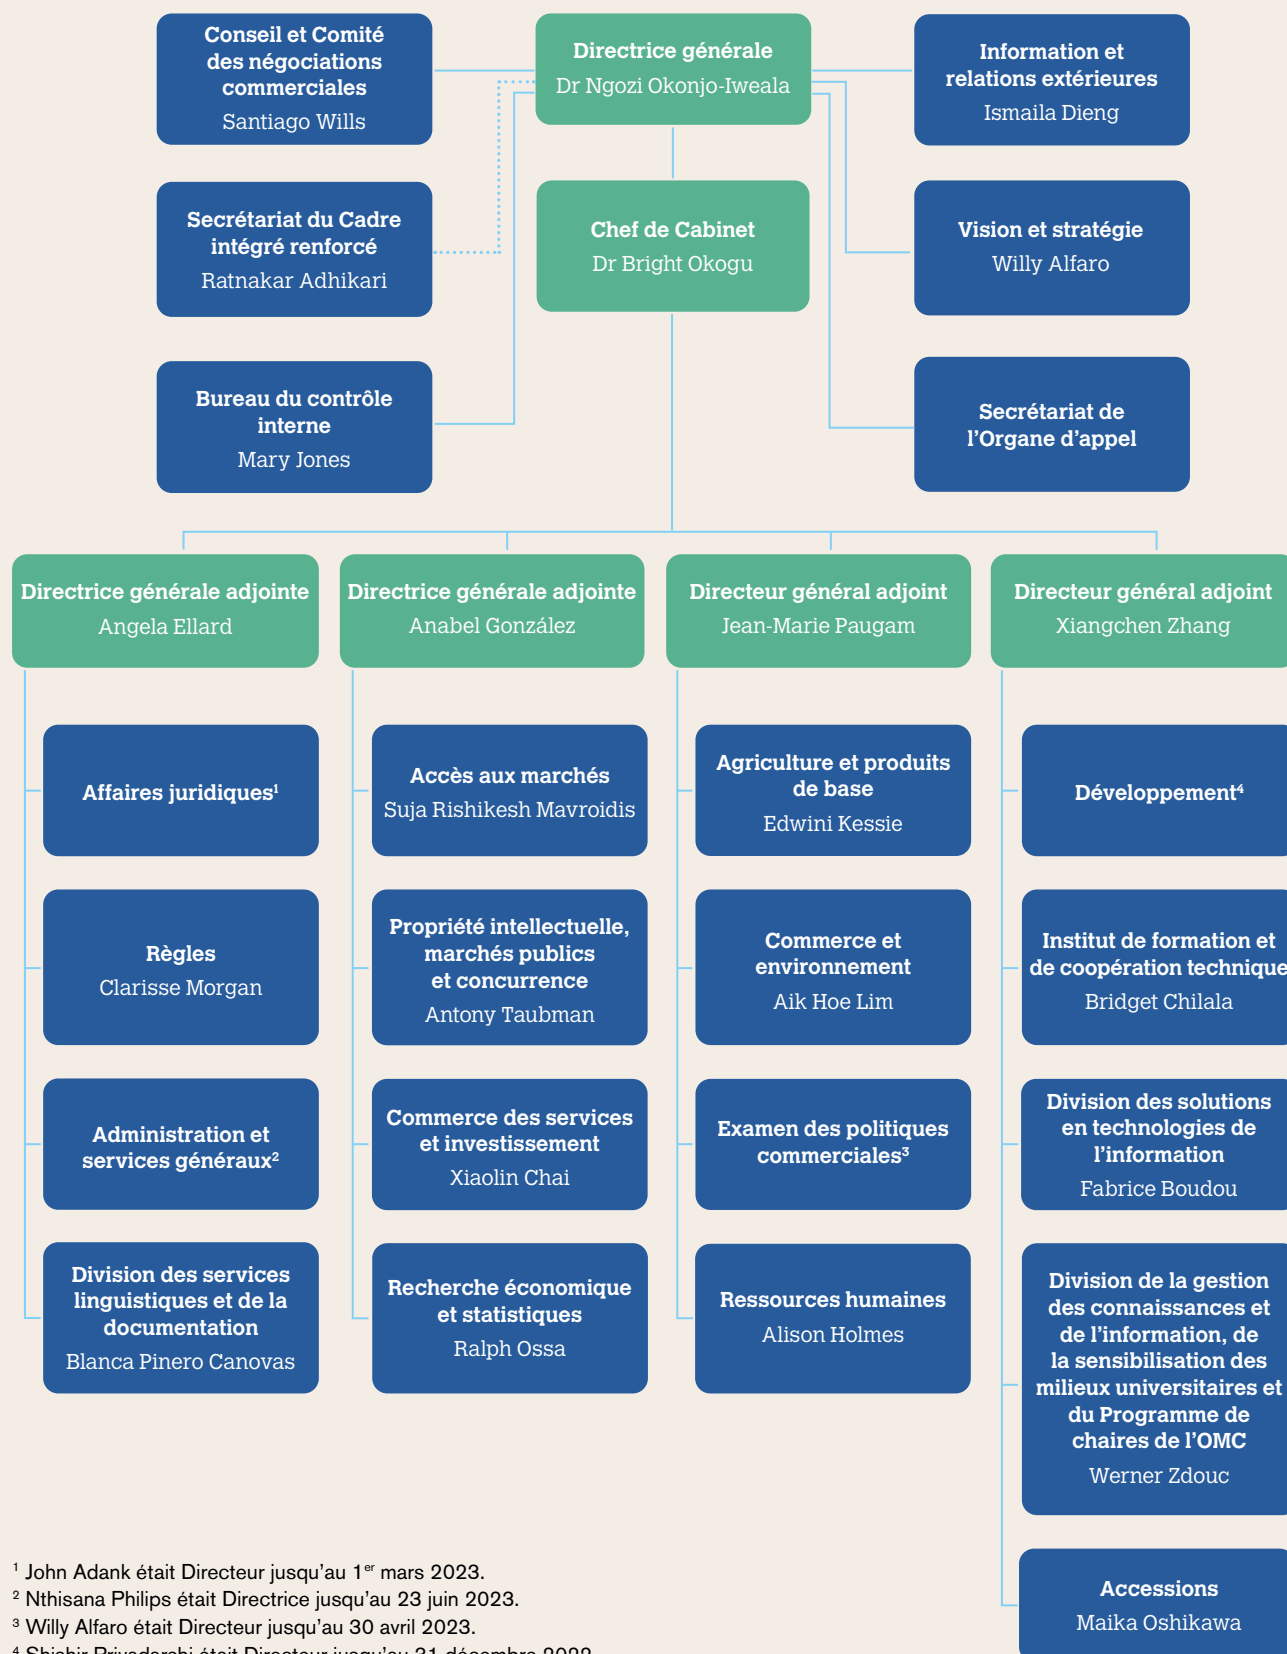 Conseil et Comité
des négociations
commerciales
Santiago Wills
Directrice générale
Dr Ngozi Okonjo-Iweala
Information et
relations extérieures
Ismaila Dieng
Secrétariat du Cadre
intégré renforcé
Ratnakar Adhikari
Chef de Cabinet
Dr Bright Okogu
Vision et stratégie
Willy Alfaro
Bureau du contrôle
interne
Mary Jones
Secrétariat de
l’Organe d’appel
Directrice générale adjointe
Angela Ellard
Directrice générale adjointe
Anabel González
Directeur général adjoint
Jean-Marie Paugam
Directeur général adjoint
Xiangchen Zhang
Affaires juridiques¹
Accès aux marchés
Suja Rishikesh Mavroidis
Agriculture et produits
de base
Edwini Kessie
Développement⁴
Règles
Clarisse Morgan
Propriété intellectuelle,
marchés publics
et concurrence
Antony Taubman
Commerce et
environnement
Aik Hoe Lim
Institut de formation et
de coopération technique
Bridget Chilala
Administration et
services généraux²
Commerce des services
et investissement
Xiaolin Chai
Examen des politiques
commerciales³
Division des solutions
en technologies de
l’information
Fabrice Boudou
Division des services
linguistiques et de la
documentation
Blanca Pinero Canovas
Recherche économique
et statistiques
Ralph Ossa
Ressources humaines
Alison Holmes
Division de la gestion
des connaissances et
de l’information, de
la sensibilisation des
milieux universitaires et
du Programme de
chaires de l’OMC
Werner Zdouc
Accessions
Maika Oshikawa
¹ John Adank était Directeur jusqu’au 1er mars 2023.
² Nthisana Philips était Directrice jusqu’au 23 juin 2023.
³ Willy Alfaro était Directeur jusqu’au 30 avril 2023.
⁴ Shishir Priyadarshi était Directeur jusqu’au 31 décembre 2022.